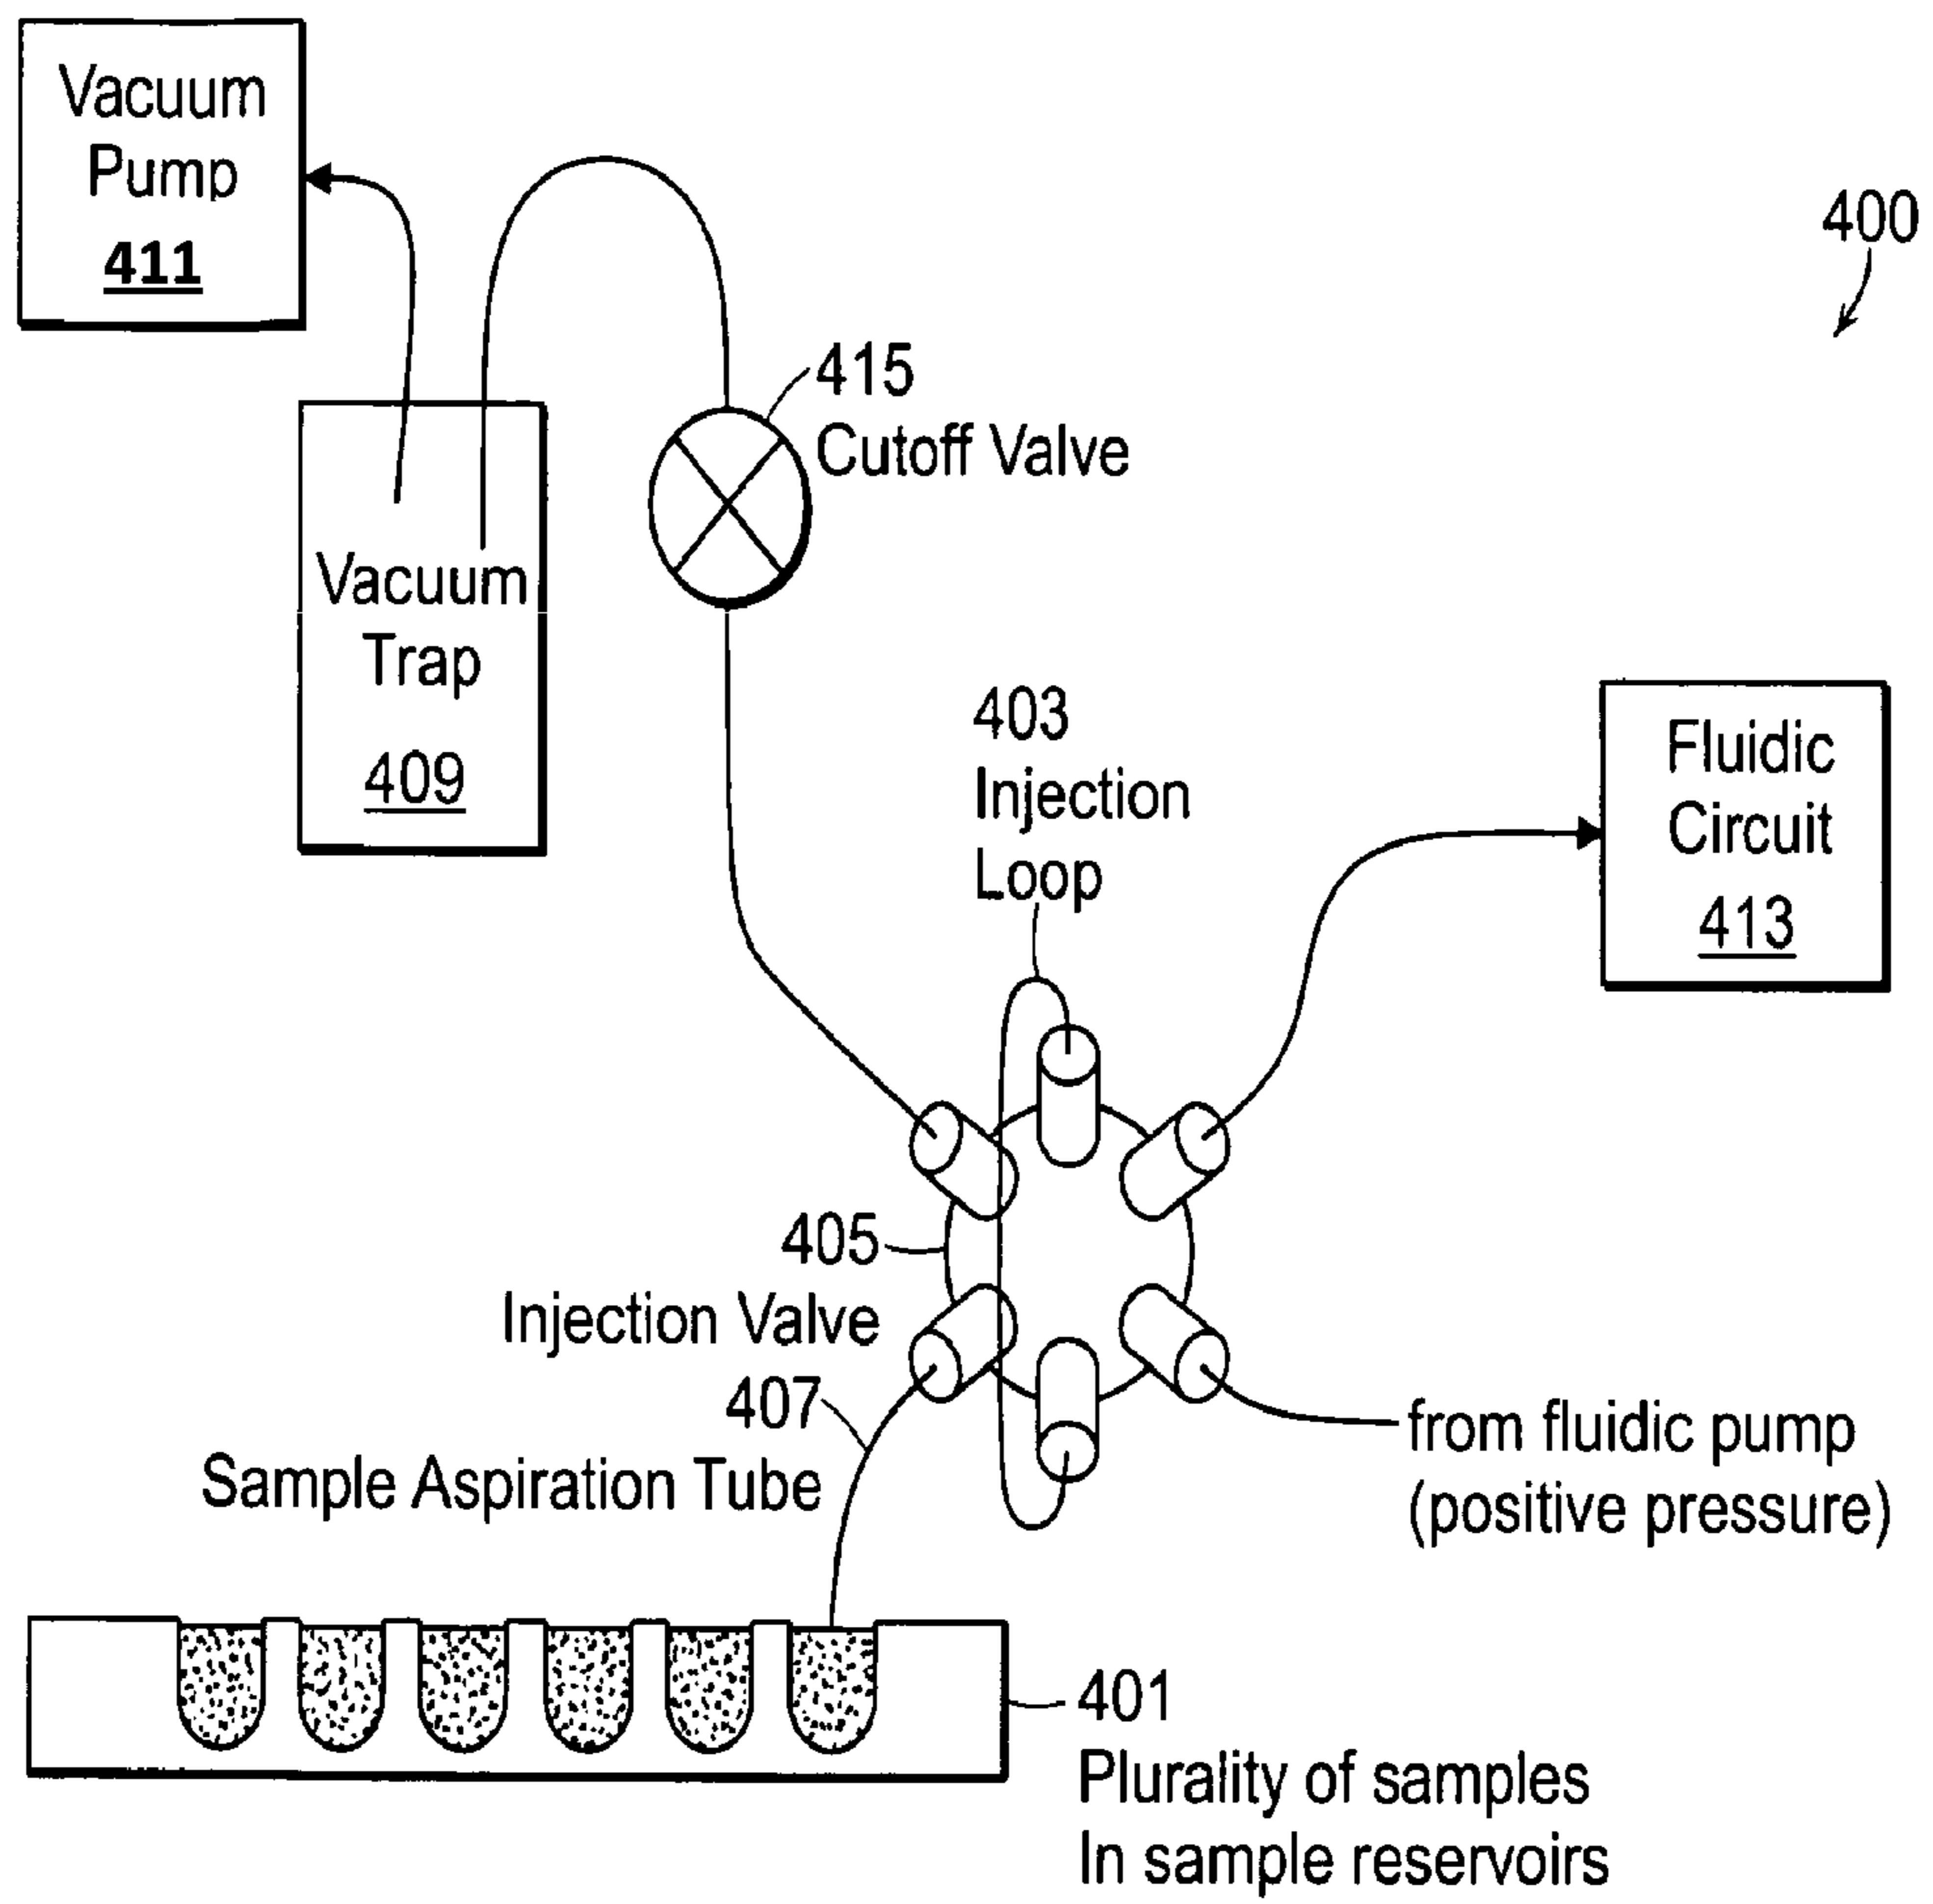 Vacuum
Pump
411
400
415
Cutoff Valve
Vacuum
Trap
409
403
Injection
Loop
Fluidic
Circuit
413
405
Injection Valve
407
Sample Aspiration Tube
from fluidic pump
(positive pressure)
401
Plurality of samples
In sample reservoirs